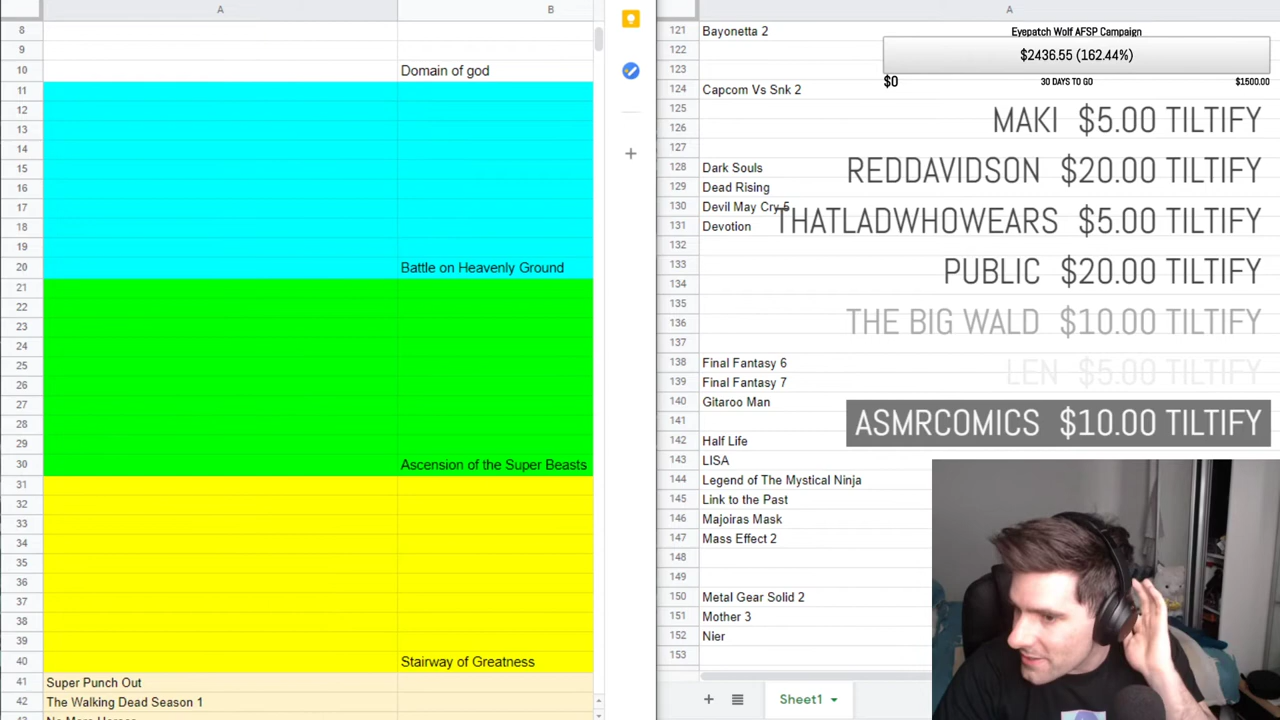 A
B
8
9
10 Domain of god
11
12
13
14
15
16
17
18
19
20 Battle on Heavenly Ground
21
22
23
24
25
26
27
28
29
30 Ascension of the Super Beasts
31
32
33
34
35
36
37
38
39
40 Stairway of Greatness
41 Super Punch Out
42 The Walking Dead Season 1
43 No More Heroes
A
121 Bayonetta 2
122
123
124 Capcom Vs Snk 2
125
126
127
128 Dark Souls
129 Dead Rising
130 Devil May Cry 5
131 Devotion
132
133
134
135
136
137
138 Final Fantasy 6
139 Final Fantasy 7
140 Gitaroo Man
141
142 Half Life
143 LISA
144 Legend of The Mystical Ninja
145 Link to the Past
146 Majoiras Mask
147 Mass Effect 2
148
149
150 Metal Gear Solid 2
151 Mother 3
152 Nier
153
Sheet1
Eyepatch Wolf AFSP Campaign
$2436.55 (162.44%)
$0 30 DAYS TO GO $1500.00
MAKI $5.00 TILTIFY
REDDAVIDSON $20.00 TILTIFY
THATLADWHOWEARS $5.00 TILTIFY
PUBLIC $20.00 TILTIFY
THE BIG WALD $10.00 TILTIFY
LEN $5.00 TILTIFY
ASMRCOMICS $10.00 TILTIFY